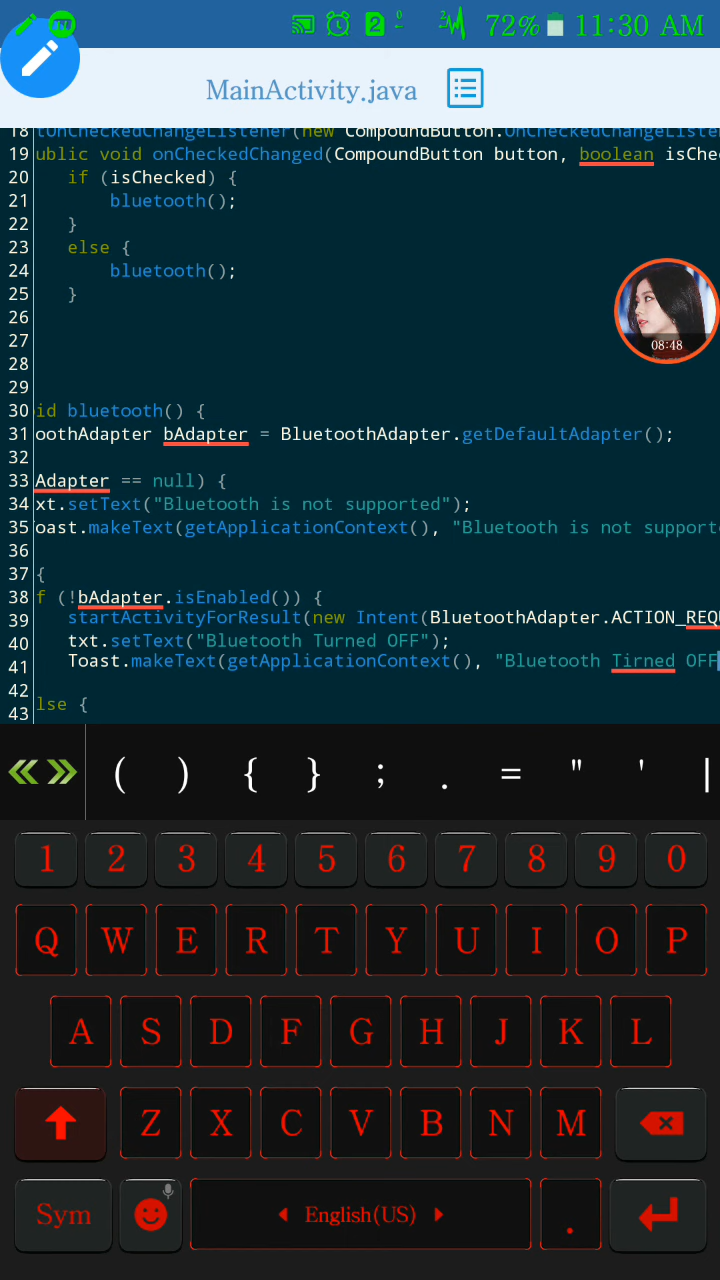 72% 11:30 AM
MainActivity.java
18 tOnCheckedChangeListener(new CompoundButton.OnCheckedChangeListe
19 ublic void onCheckedChanged(CompoundButton button, boolean isChe
20 if (isChecked) {
21 bluetooth();
22 }
23 else {
24 bluetooth();
25 }
26
27
28
29
30 id bluetooth() {
31 oothAdapter bAdapter = BluetoothAdapter.getDefaultAdapter();
32
33 Adapter == null) {
34 xt.setText("Bluetooth is not supported");
35 oast.makeText(getApplicationContext(), "Bluetooth is not support
36
37 {
38 f (!bAdapter.isEnabled()) {
39 startActivityForResult(new Intent(BluetoothAdapter.ACTION_REQU
40 txt.setText("Bluetooth Turned OFF");
41 Toast.makeText(getApplicationContext(), "Bluetooth Tirned OFF
42
43 lse {
08:48
( ) { } ; . = " ' |
1 2 3 4 5 6 7 8 9 0
Q W E R T Y U I O P
A S D F G H J K L
Z X C V B N M
Sym English(US) .